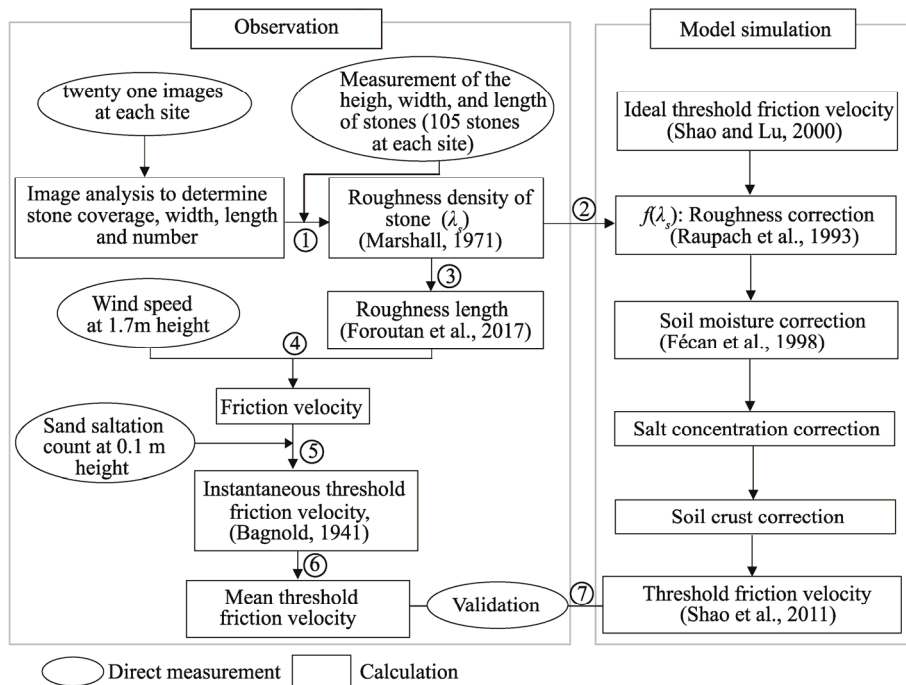 Observation
Model simulation
twenty one images
at each site
Measurement of the
heigh, width, and length
of stones (105 stones
at each site)
Ideal threshold friction velocity
(Shao and Lu, 2000)
Image analysis to determine
stone coverage, width, length
and number
①
Roughness density of
stone (λs)
(Marshall, 1971)
②
f(λs): Roughness correction
(Raupach et al., 1993)
③
Wind speed
at 1.7m height
Roughness length
(Foroutan et al., 2017)
Soil moisture correction
(Fécan et al., 1998)
④
Friction velocity
Sand saltation
count at 0.1 m
height
⑤
Salt concentration correction
Instantaneous threshold
friction velocity,
(Bagnold, 1941)
Soil crust correction
⑥
Mean threshold
friction velocity
Validation
⑦
Threshold friction velocity
(Shao et al., 2011)
Direct measurement
Calculation